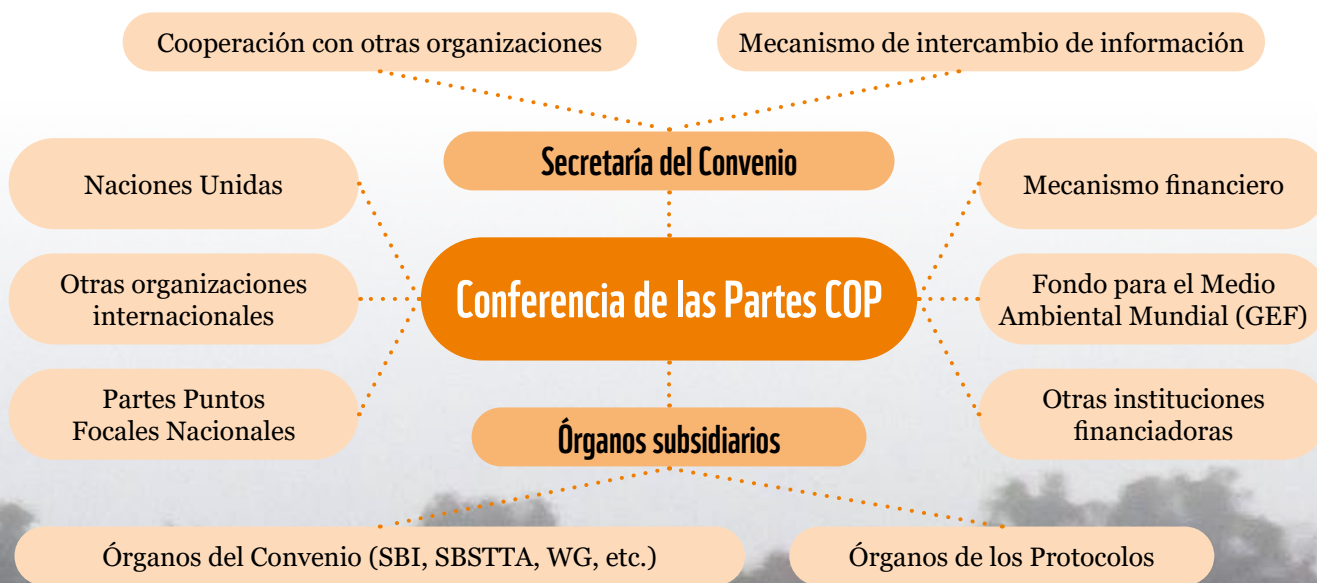 Cooperación con otras organizaciones
Mecanismo de intercambio de información
Secretaría del Convenio
Naciones Unidas
Mecanismo financiero
Otras organizaciones
internacionales
Conferencia de las Partes COP
Fondo para el Medio
Ambiental Mundial (GEF)
Partes Puntos
Focales Nacionales
Otras instituciones
financiadoras
Órganos subsidiarios
Órganos del Convenio (SBI, SBSTTA, WG, etc.)
Órganos de los Protocolos